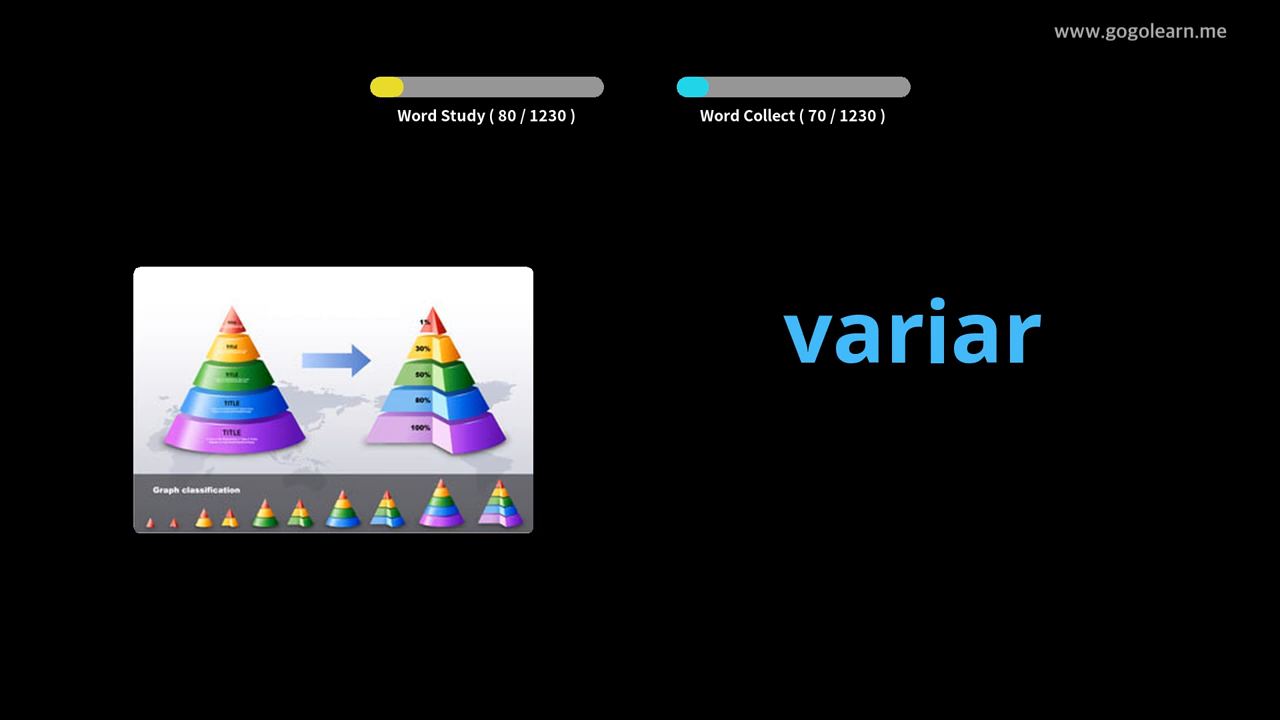 www.gogolearn.me
Word Study ( 80 / 1230 )
Word Collect ( 70 / 1230 )
variar
TITLE
TITLE
TITLE
TITLE
1%
30%
50%
80%
100%
Graph classification